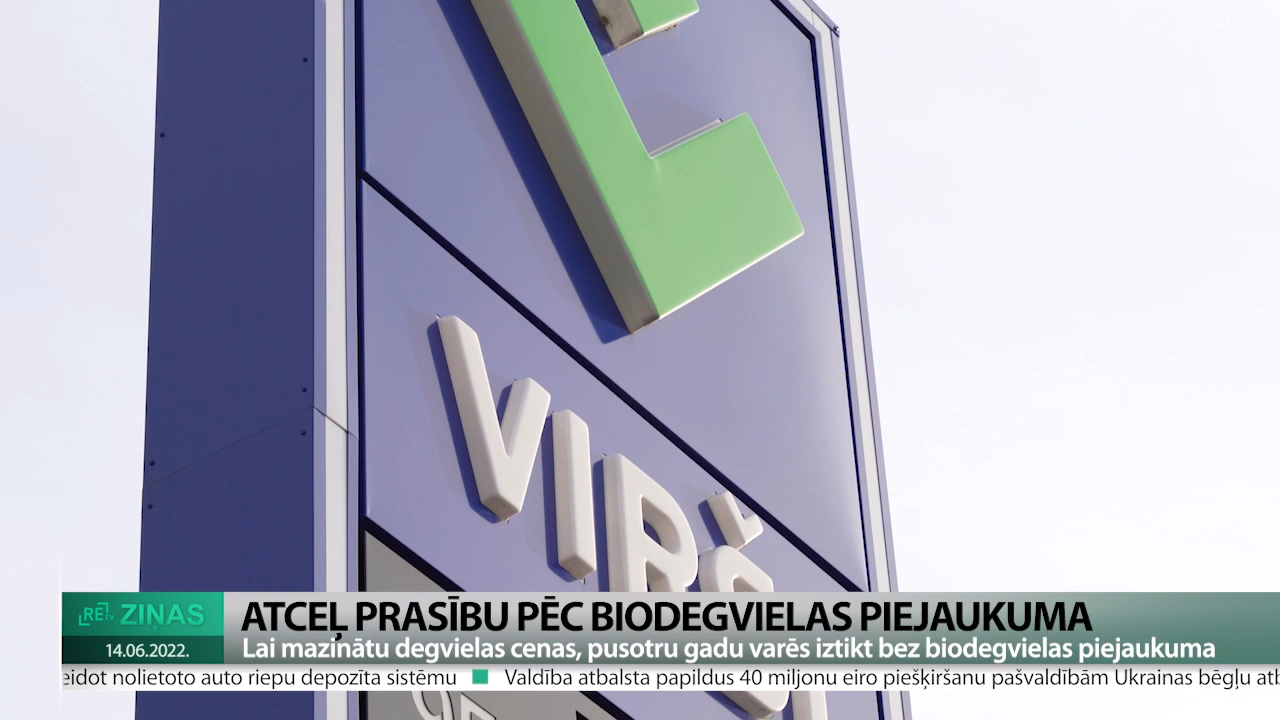 VIRŠ
RE TV ZIŅAS
14.06.2022.
ATCEĻ PRASĪBU PĒC BIODEGVIELAS PIEJAUKUMA
Lai mazinātu degvielas cenas, pusotru gadu varēs iztikt bez biodegvielas piejaukuma
eidot nolietoto auto riepu depozīta sistēmu ■ Valdība atbalsta papildus 40 miljonu eiro piešķiršanu pašvaldībām Ukrainas bēgļu atb